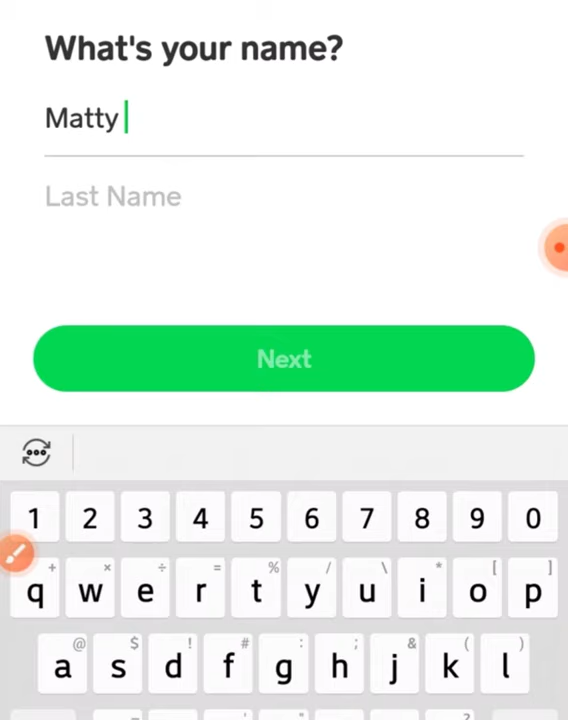 What's your name?
Matty
Last Name
Next
1 2 3 4 5 6 7 8 9 0
+ × ÷ = % / \ * [ ]
q w e r t y u i o p
@ $ ! # : ; & ( )
a s d f g h j k l